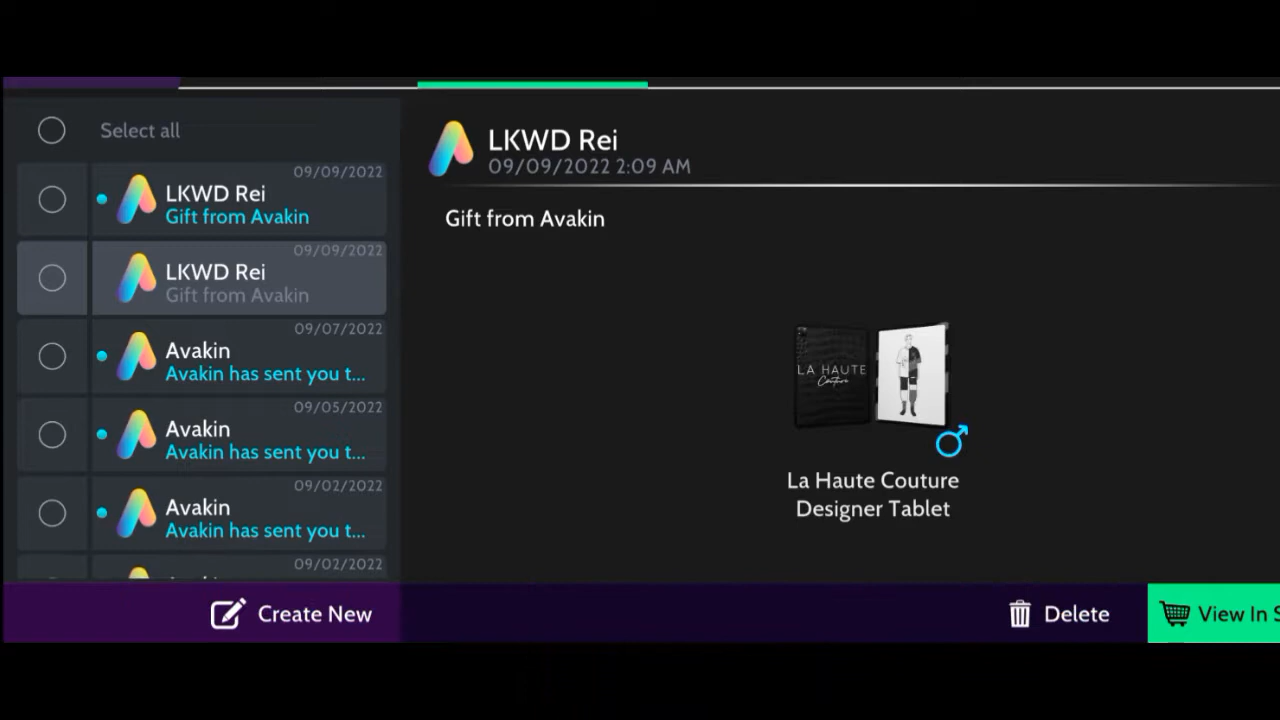 Select all
09/09/2022
LKWD Rei
Gift from Avakin
09/09/2022
LKWD Rei
Gift from Avakin
09/07/2022
Avakin
Avakin has sent you t...
09/05/2022
Avakin
Avakin has sent you t...
09/02/2022
Avakin
Avakin has sent you t...
09/02/2022
Create New
LKWD Rei
09/09/2022 2:09 AM
Gift from Avakin
LA HAUTE
Couture
La Haute Couture
Designer Tablet
Delete
View In S